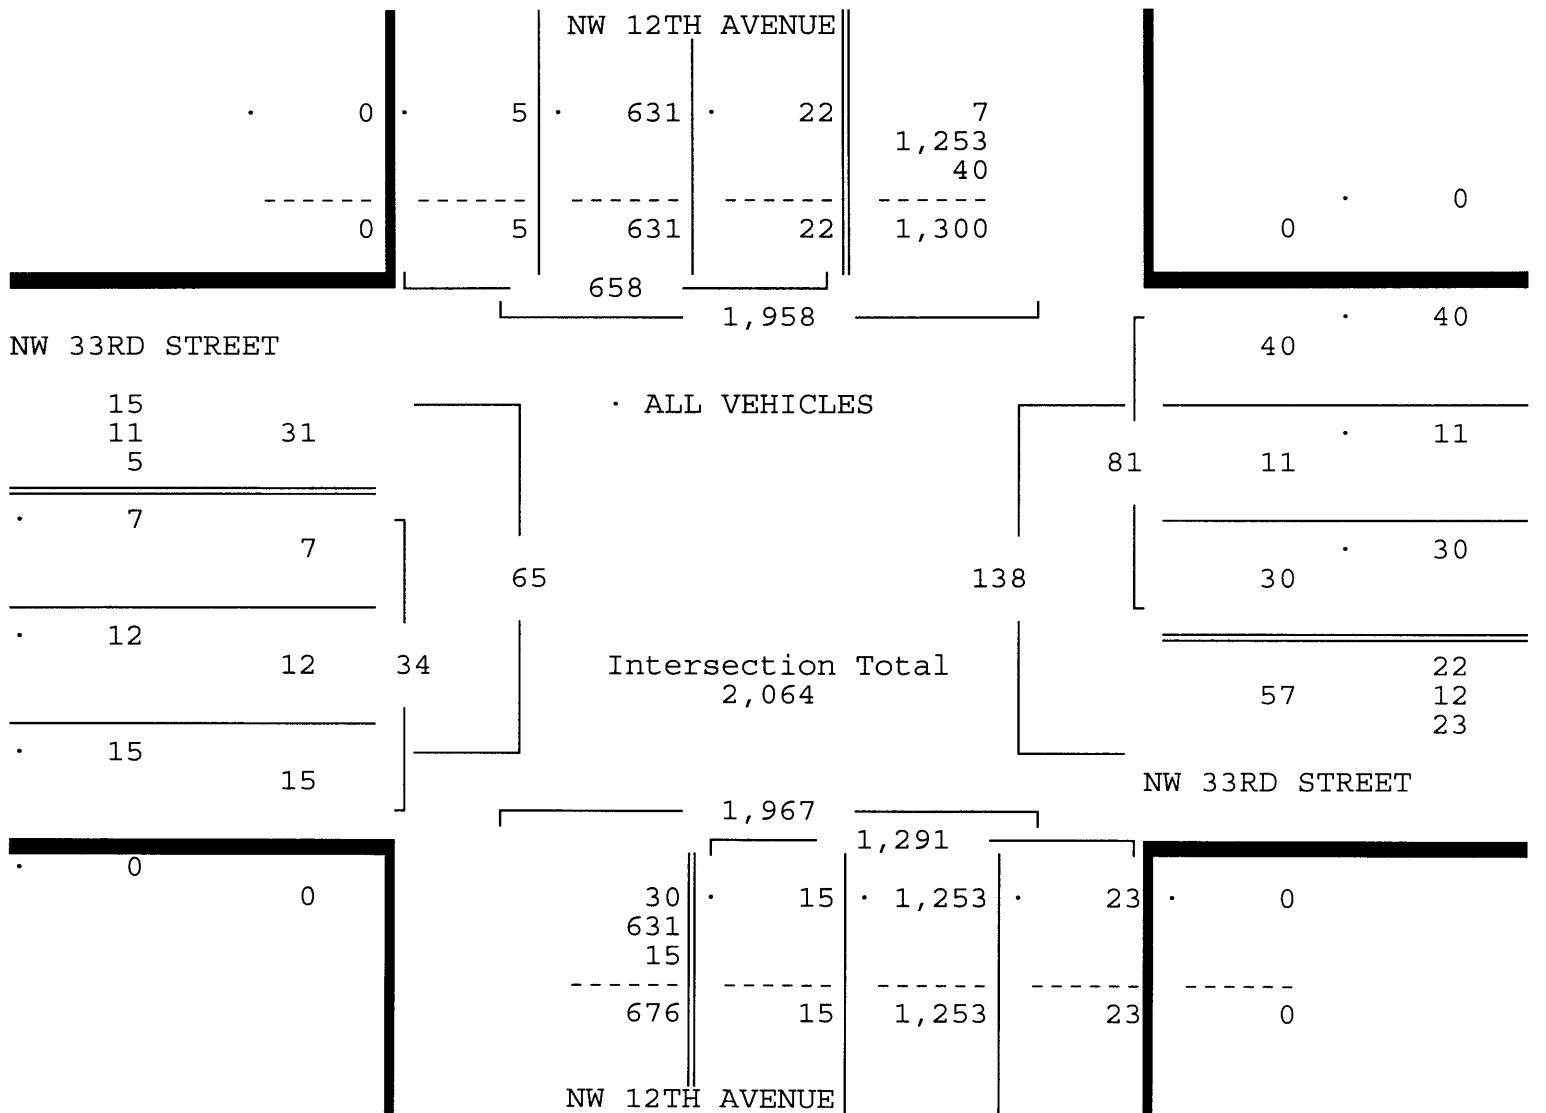 NW 12TH AVENUE
· 0 · 5 · 631 · 22 7
1,253
40
------ ------ ------ ------ ------
· 0
0 5 631 22 1,300 0
658
1,958 · 40
NW 33RD STREET 40
15 · ALL VEHICLES
11 31 · 11
5 81 11
· 7
7 · 30
65 138 30
· 12
12 34 Intersection Total 22
2,064 57 12
23
· 15
15 NW 33RD STREET
1,967
1,291
· 0
0 30 · 15 · 1,253 · 23 · 0
631
15
------ ------ ------ ------ ------
676 15 1,253 23 0
NW 12TH AVENUE